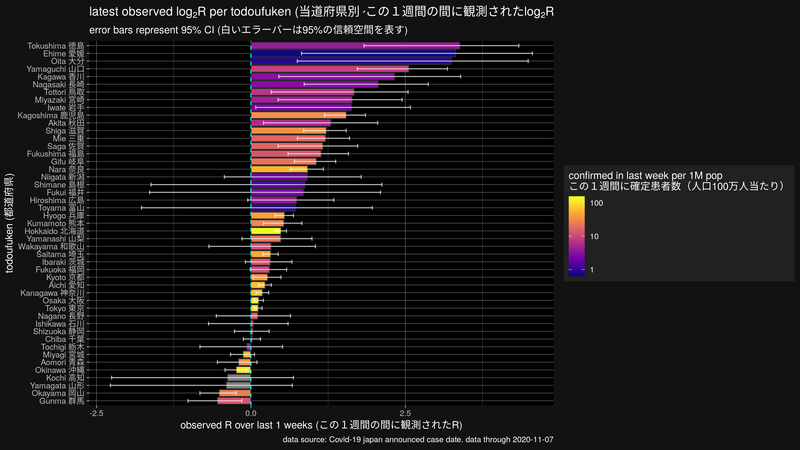 latest observed log2R per todoufuken (当道府県別・この１週間の間に観測されたlog2R
error bars represent 95% CI (白いエラーバーは95%の信頼空間を表す)
todoufuken (都道府県)
Tokushima 徳島
Ehime 愛媛
Oita 大分
Yamaguchi 山口
Kagawa 香川
Nagasaki 長崎
Tottori 鳥取
Miyazaki 宮崎
Iwate 岩手
Kagoshima 鹿児島
Akita 秋田
Shiga 滋賀
Mie 三重
Saga 佐賀
Fukushima 福島
Gifu 岐阜
Nara 奈良
Niigata 新潟
Shimane 島根
Fukui 福井
Hiroshima 広島
Toyama 富山
Hyogo 兵庫
Kumamoto 熊本
Hokkaido 北海道
Yamanashi 山梨
Wakayama 和歌山
Saitama 埼玉
Ibaraki 茨城
Fukuoka 福岡
Kyoto 京都
Aichi 愛知
Kanagawa 神奈川
Osaka 大阪
Tokyo 東京
Nagano 長野
Ishikawa 石川
Shizuoka 静岡
Chiba 千葉
Tochigi 栃木
Miyagi 宮城
Aomori 青森
Okinawa 沖縄
Kochi 高知
Yamagata 山形
Okayama 岡山
Gunma 群馬
-2.5 0.0 2.5
observed R over last 1 weeks (この１週間の間に観測されたR)
data source: Covid-19 japan announced case date. data through 2020-11-07
confirmed in last week per 1M pop
この１週間に確定患者数（人口100万人当たり）
100
10
1